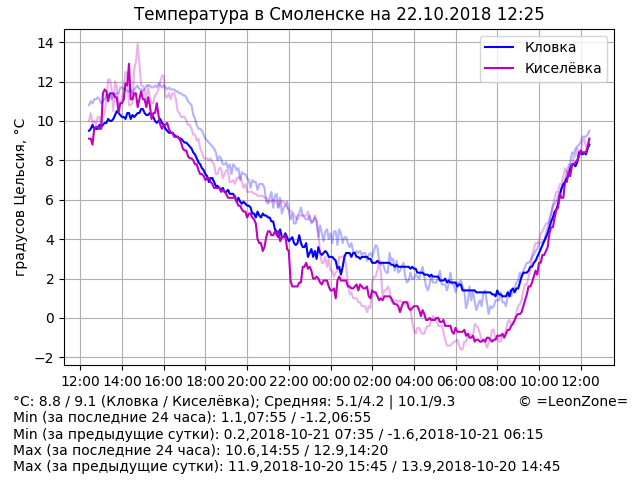 Температура в Смоленске на 22.10.2018 12:25
Кловка
Киселёвка
градусов Цельсия, °C
14
12
10
8
6
4
2
0
−2
12:00 14:00 16:00 18:00 20:00 22:00 00:00 02:00 04:00 06:00 08:00 10:00 12:00
°C: 8.8 / 9.1 (Кловка / Киселёвка); Средняя: 5.1/4.2 | 10.1/9.3 © =LeonZone=
Min (за последние 24 часа): 1.1,07:55 / -1.2,06:55
Min (за предыдущие сутки): 0.2,2018-10-21 07:35 / -1.6,2018-10-21 06:15
Max (за последние 24 часа): 10.6,14:55 / 12.9,14:20
Max (за предыдущие сутки): 11.9,2018-10-20 15:45 / 13.9,2018-10-20 14:45